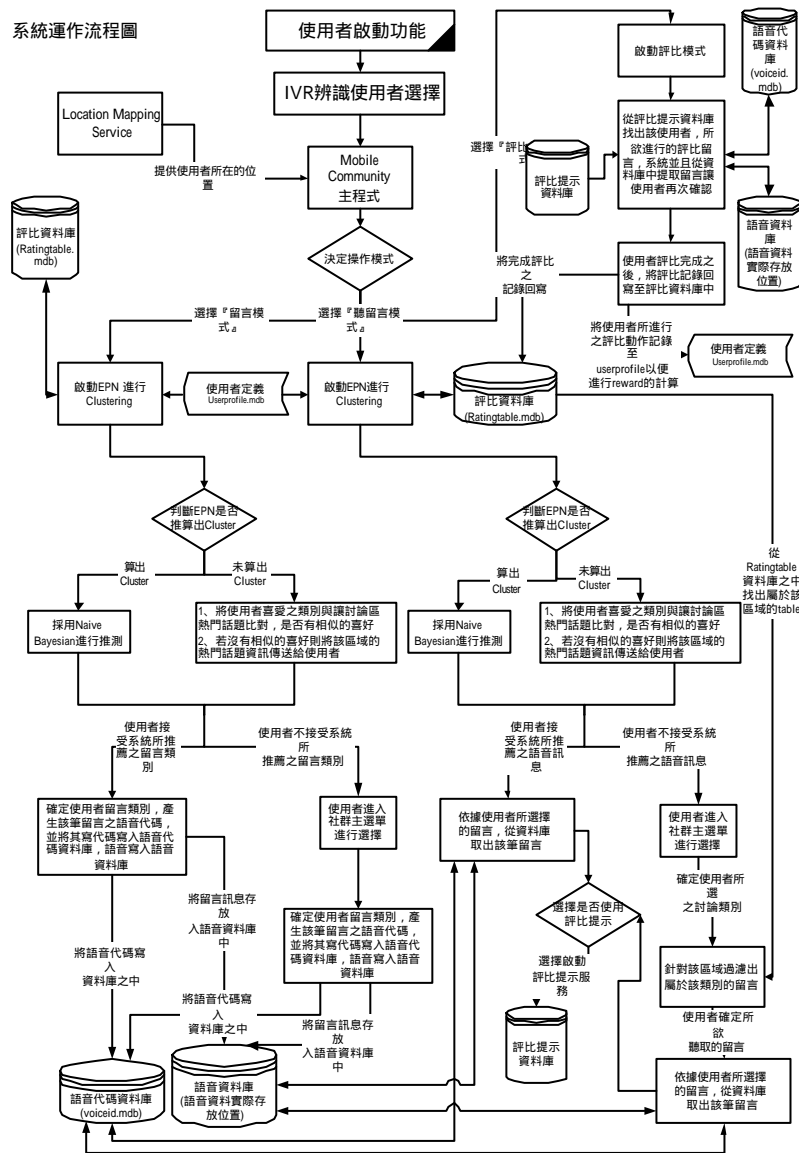 系統運作流程圖
使用者啟動功能
IVR辨識使用者選擇
Location Mapping
Service
提供使用者所在的位
置
Mobile
Community
主程式
決定操作模式
評比資料庫
(Ratingtable.
mdb)
選擇『留言模
式』
選擇『聽留言模
式』
選擇『評比
式
啟動評比模式
語音代
碼資料
庫
(voiceid.
mdb)
從評比提示資料庫
找出該使用者，所
欲進行的評比留
言，系統並且從資
料庫中提取留言讓
使用者再次確認
評比提示
資料庫
語音資料
庫
(語音資料
實際存放
位置)
使用者評比完成之
後，將評比記錄回
寫至評比資料庫中
將完成評比
之
記錄回寫
將使用者所進行
之評比動作記錄
至
userprofile以便
進行reward的計算
使用者定義
Userprofile.mdb
啟動EPN 進行
Clustering
使用者定義
Userprofile.mdb
啟動EPN進行
Clustering
評比資料庫
(Ratingtable.mdb)
判斷EPN是否
推算出Cluster
算出
Cluster
未算出
Cluster
採用Naive
Bayesian進行推測
1、將使用者喜愛之類別與讓討論區
熱門話題比對，是否有相似的喜好
2、若沒有相似的喜好則將該區域的
熱門話題資訊傳送給使用者
判斷EPN是否
推算出Cluster
算出
Cluster
未算出
Cluster
採用Naive
Bayesian進行推測
1、將使用者喜愛之類別與讓討論區
熱門話題比對，是否有相似的喜好
2、若沒有相似的喜好則將該區域的
熱門話題資訊傳送給使用者
從
Ratingtable
資料庫之中
找出屬於該
區域的table
使用者接
受系統所推
薦之留言類
別
使用者不接受系統
所
推薦之留言類別
使用者接
受系統所推
薦之語音訊
息
使用者不接受系統
所
推薦之語音訊息
確定使用者留言類別，產
生該筆留言之語音代碼，
並將其寫代碼寫入語音代
碼資料庫，語音寫入語音
資料庫
使用者進入
社群主選單
進行選擇
依據使用者所選擇
的留言，從資料庫
取出該筆留言
使用者進入
社群主選單
進行選擇
將留言訊息存放
入語音資料庫
中
確定使用者留言類別，產
生該筆留言之語音代碼，
並將其寫代碼寫入語音代
碼資料庫，語音寫入語音
資料庫
選擇是否使用
評比提示
確定使用者所
選
之討論類別
將語音代碼寫
入
資料庫之中
將語音代碼寫
入
資料庫之中
將留言訊息存放
入語音資料庫
中
選擇啟動
評比提示服
務
針對該區域過濾出
屬於該類別的留言
使用者確定所
欲
聽取的留言
語音代碼資料庫
(voiceid.mdb)
語音資料庫
(語音資料實際存
放位置)
評比提示
資料庫
依據使用者所選擇
的留言，從資料庫
取出該筆留言